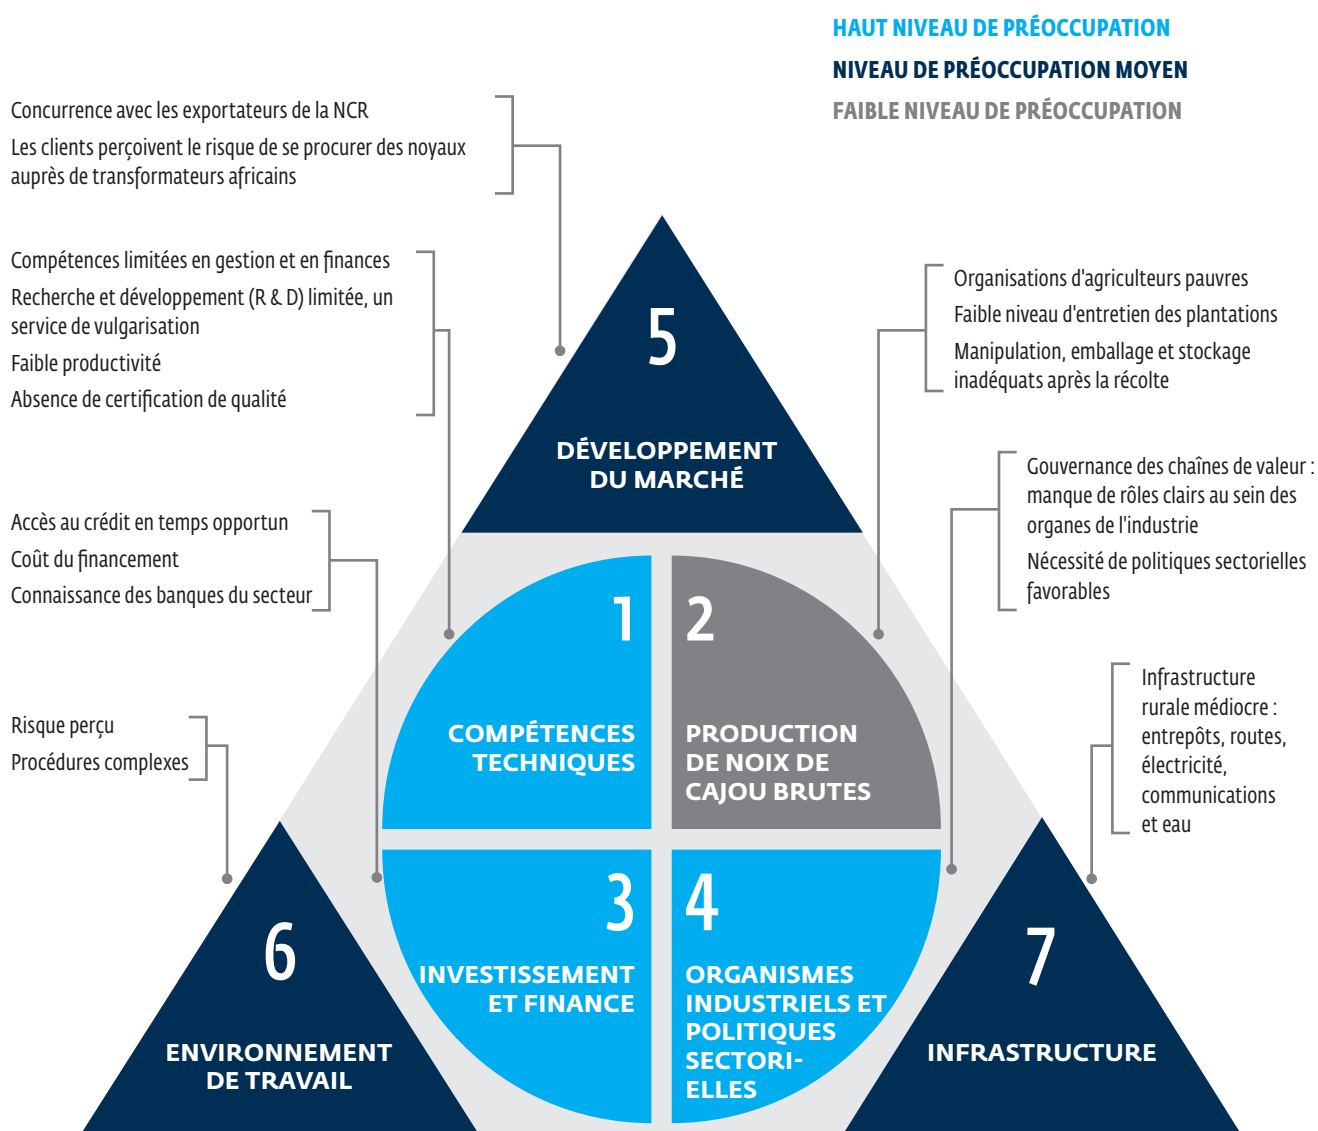 HAUT NIVEAU DE PRÉOCCUPATION
NIVEAU DE PRÉOCCUPATION MOYEN
FAIBLE NIVEAU DE PRÉOCCUPATION
Concurrence avec les exportateurs de la NCR
Les clients perçoivent le risque de se procurer des noyaux
auprès de transformateurs africains
Compétences limitées en gestion et en finances
Recherche et développement (R & D) limitée, un
service de vulgarisation
Faible productivité
Absence de certification de qualité
Accès au crédit en temps opportun
Coût du financement
Connaissance des banques du secteur
Risque perçu
Procédures complexes
Organisations d'agriculteurs pauvres
Faible niveau d'entretien des plantations
Manipulation, emballage et stockage
inadéquats après la récolte
Gouvernance des chaînes de valeur :
manque de rôles clairs au sein des
organes de l'industrie
Nécessité de politiques sectorielles
favorables
Infrastructure
rurale médiocre :
entrepôts, routes,
électricité,
communications
et eau
5
DÉVELOPPEMENT
DU MARCHÉ
1
COMPÉTENCES
TECHNIQUES
2
PRODUCTION
DE NOIX DE
CAJOU BRUTES
3
INVESTISSEMENT
ET FINANCE
4
ORGANISMES
INDUSTRIELS ET
POLITIQUES
SECTORI-
ELLES
6
ENVIRONNEMENT
DE TRAVAIL
7
INFRASTRUCTURE